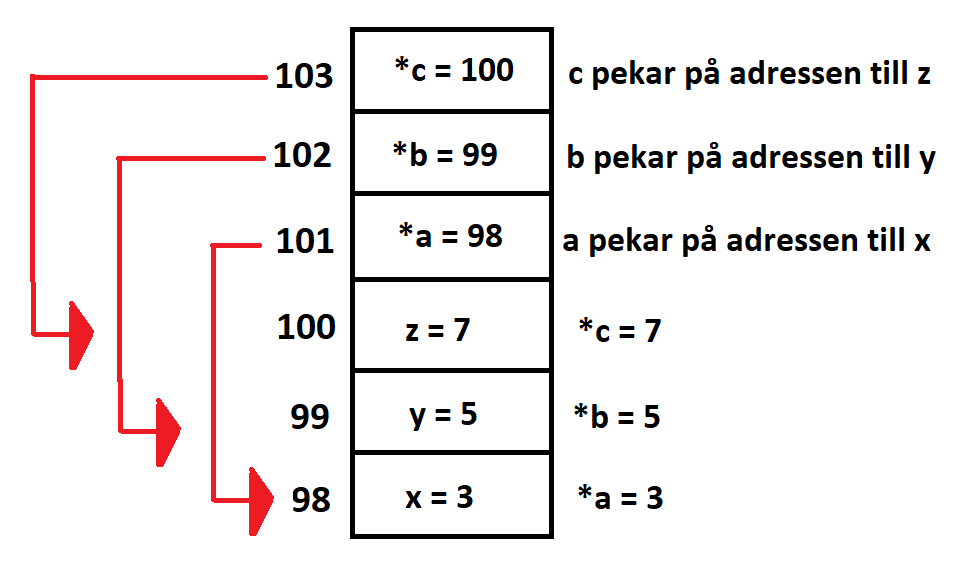 103 *c = 100 c pekar på adressen till z
102 *b = 99 b pekar på adressen till y
101 *a = 98 a pekar på adressen till x
100 z = 7 *c = 7
99 y = 5 *b = 5
98 x = 3 *a = 3